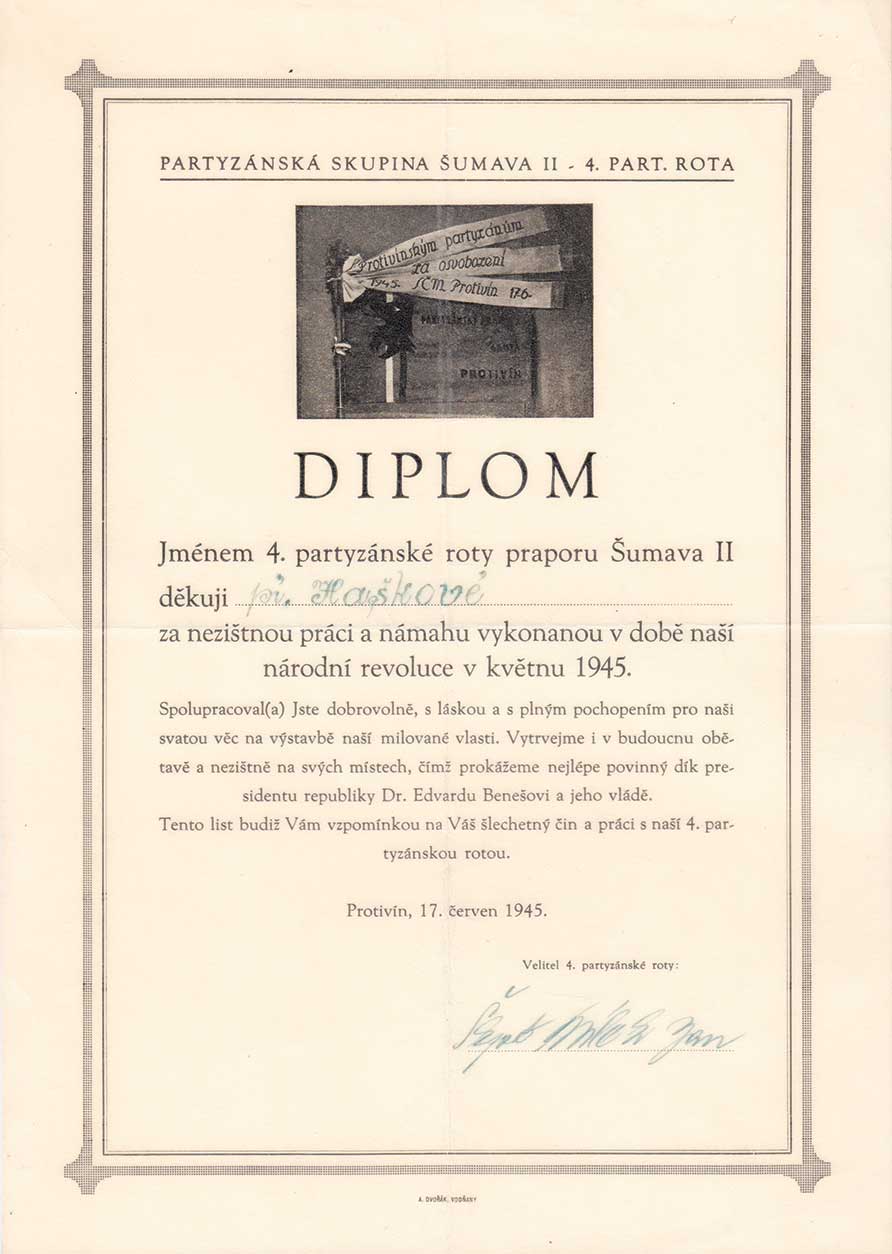 PARTYZÁNSKÁ SKUPINA ŠUMAVA II - 4. PART. ROTA
Protivínským partyzánům
za osvobození
1945. SČM Protivín 17.6.
PROTIVÍN
DIPLOM
Jménem 4. partyzánské roty praporu Šumava II
děkuji pí. Haškové
za nezištnou práci a námahu vykonanou v době naší
národní revoluce v květnu 1945.
Spolupracoval(a) Jste dobrovolně, s láskou a s plným pochopením pro naši
svatou věc na výstavbě naší milované vlasti. Vytrvejme i v budoucnu obě-
tavě a nezištně na svých místech, čímž prokážeme nejlépe povinný dík pre-
sidentu republiky Dr. Edvardu Benešovi a jeho vládě.
Tento list budiž Vám vzpomínkou na Váš šlechetný čin a práci s naší 4. par-
tyzánskou rotou.
Protivín, 17. červen 1945.
Velitel 4. partyzánské roty:
Jan
A. DVOŘÁK, VODŇANY